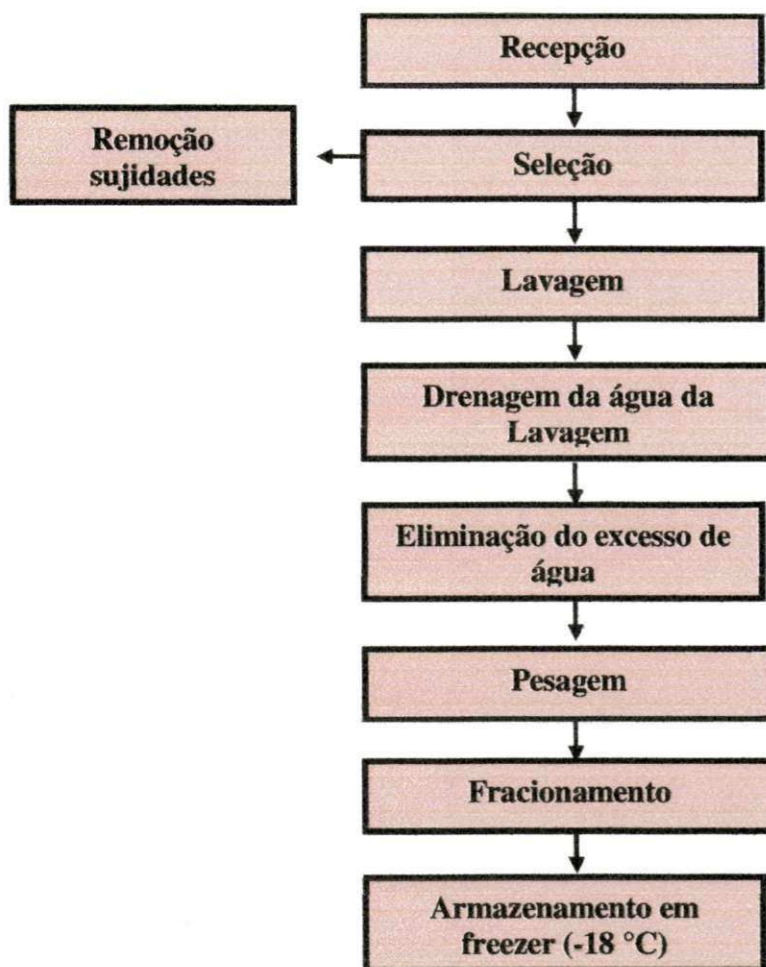 Recepção
Remoção
sujidades
Seleção
Lavagem
Drenagem da água da
Lavagem
Eliminação do excesso de
água
Pesagem
Fracionamento
Armazenamento em
freezer (-18 °C)